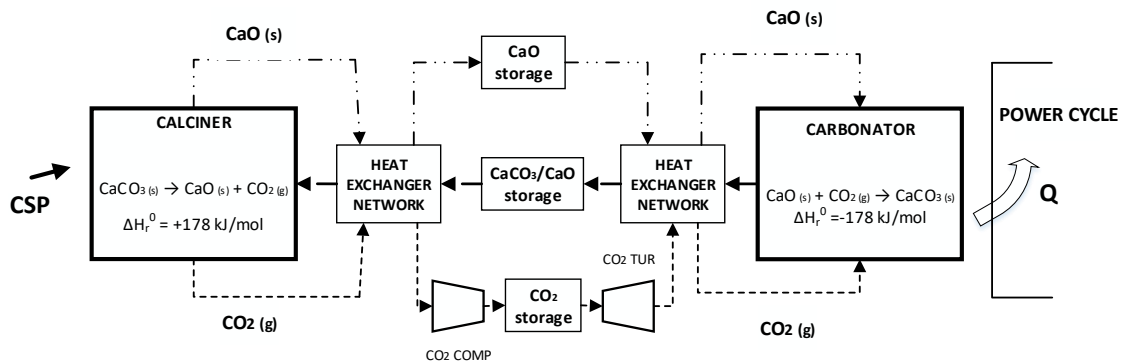 CaO (s)
CaO
storage
CaO (s)
CALCINER
CaCO₃ (s) → CaO (s) + CO₂ (g)
ΔHᵣ⁰ = +178 kJ/mol
CSP
HEAT
EXCHANGER
NETWORK
CaCO₃/CaO
storage
HEAT
EXCHANGER
NETWORK
CARBONATOR
CaO (s) + CO₂ (g) → CaCO₃ (s)
ΔHᵣ⁰ =-178 kJ/mol
POWER CYCLE
Q
CO₂ (g)
CO₂ COMP
CO₂
storage
CO₂ TUR
CO₂ (g)